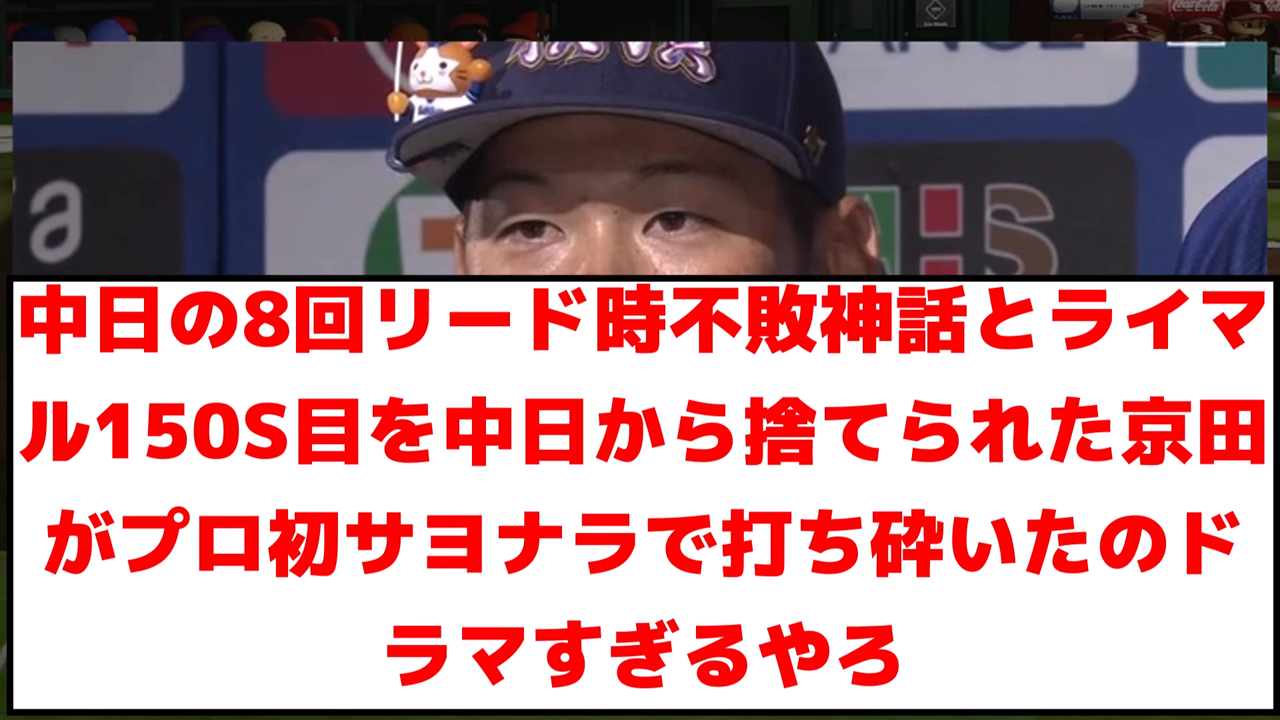 中日の8回リード時不敗神話とライマ
ル150S目を中日から捨てられた京田
がプロ初サヨナラで打ち砕いたのド
ラマすぎるやろ